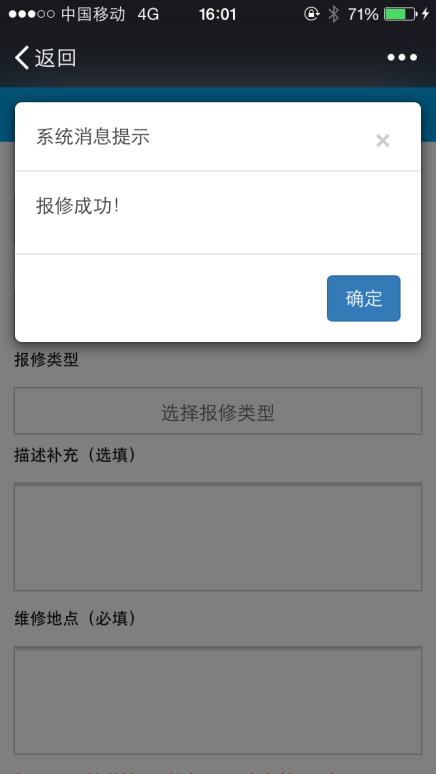 中国移动 4G 16:01 71%
返回
系统消息提示
×
报修成功！
确定
报修类型
选择报修类型
描述补充（选填）
维修地点（必填）